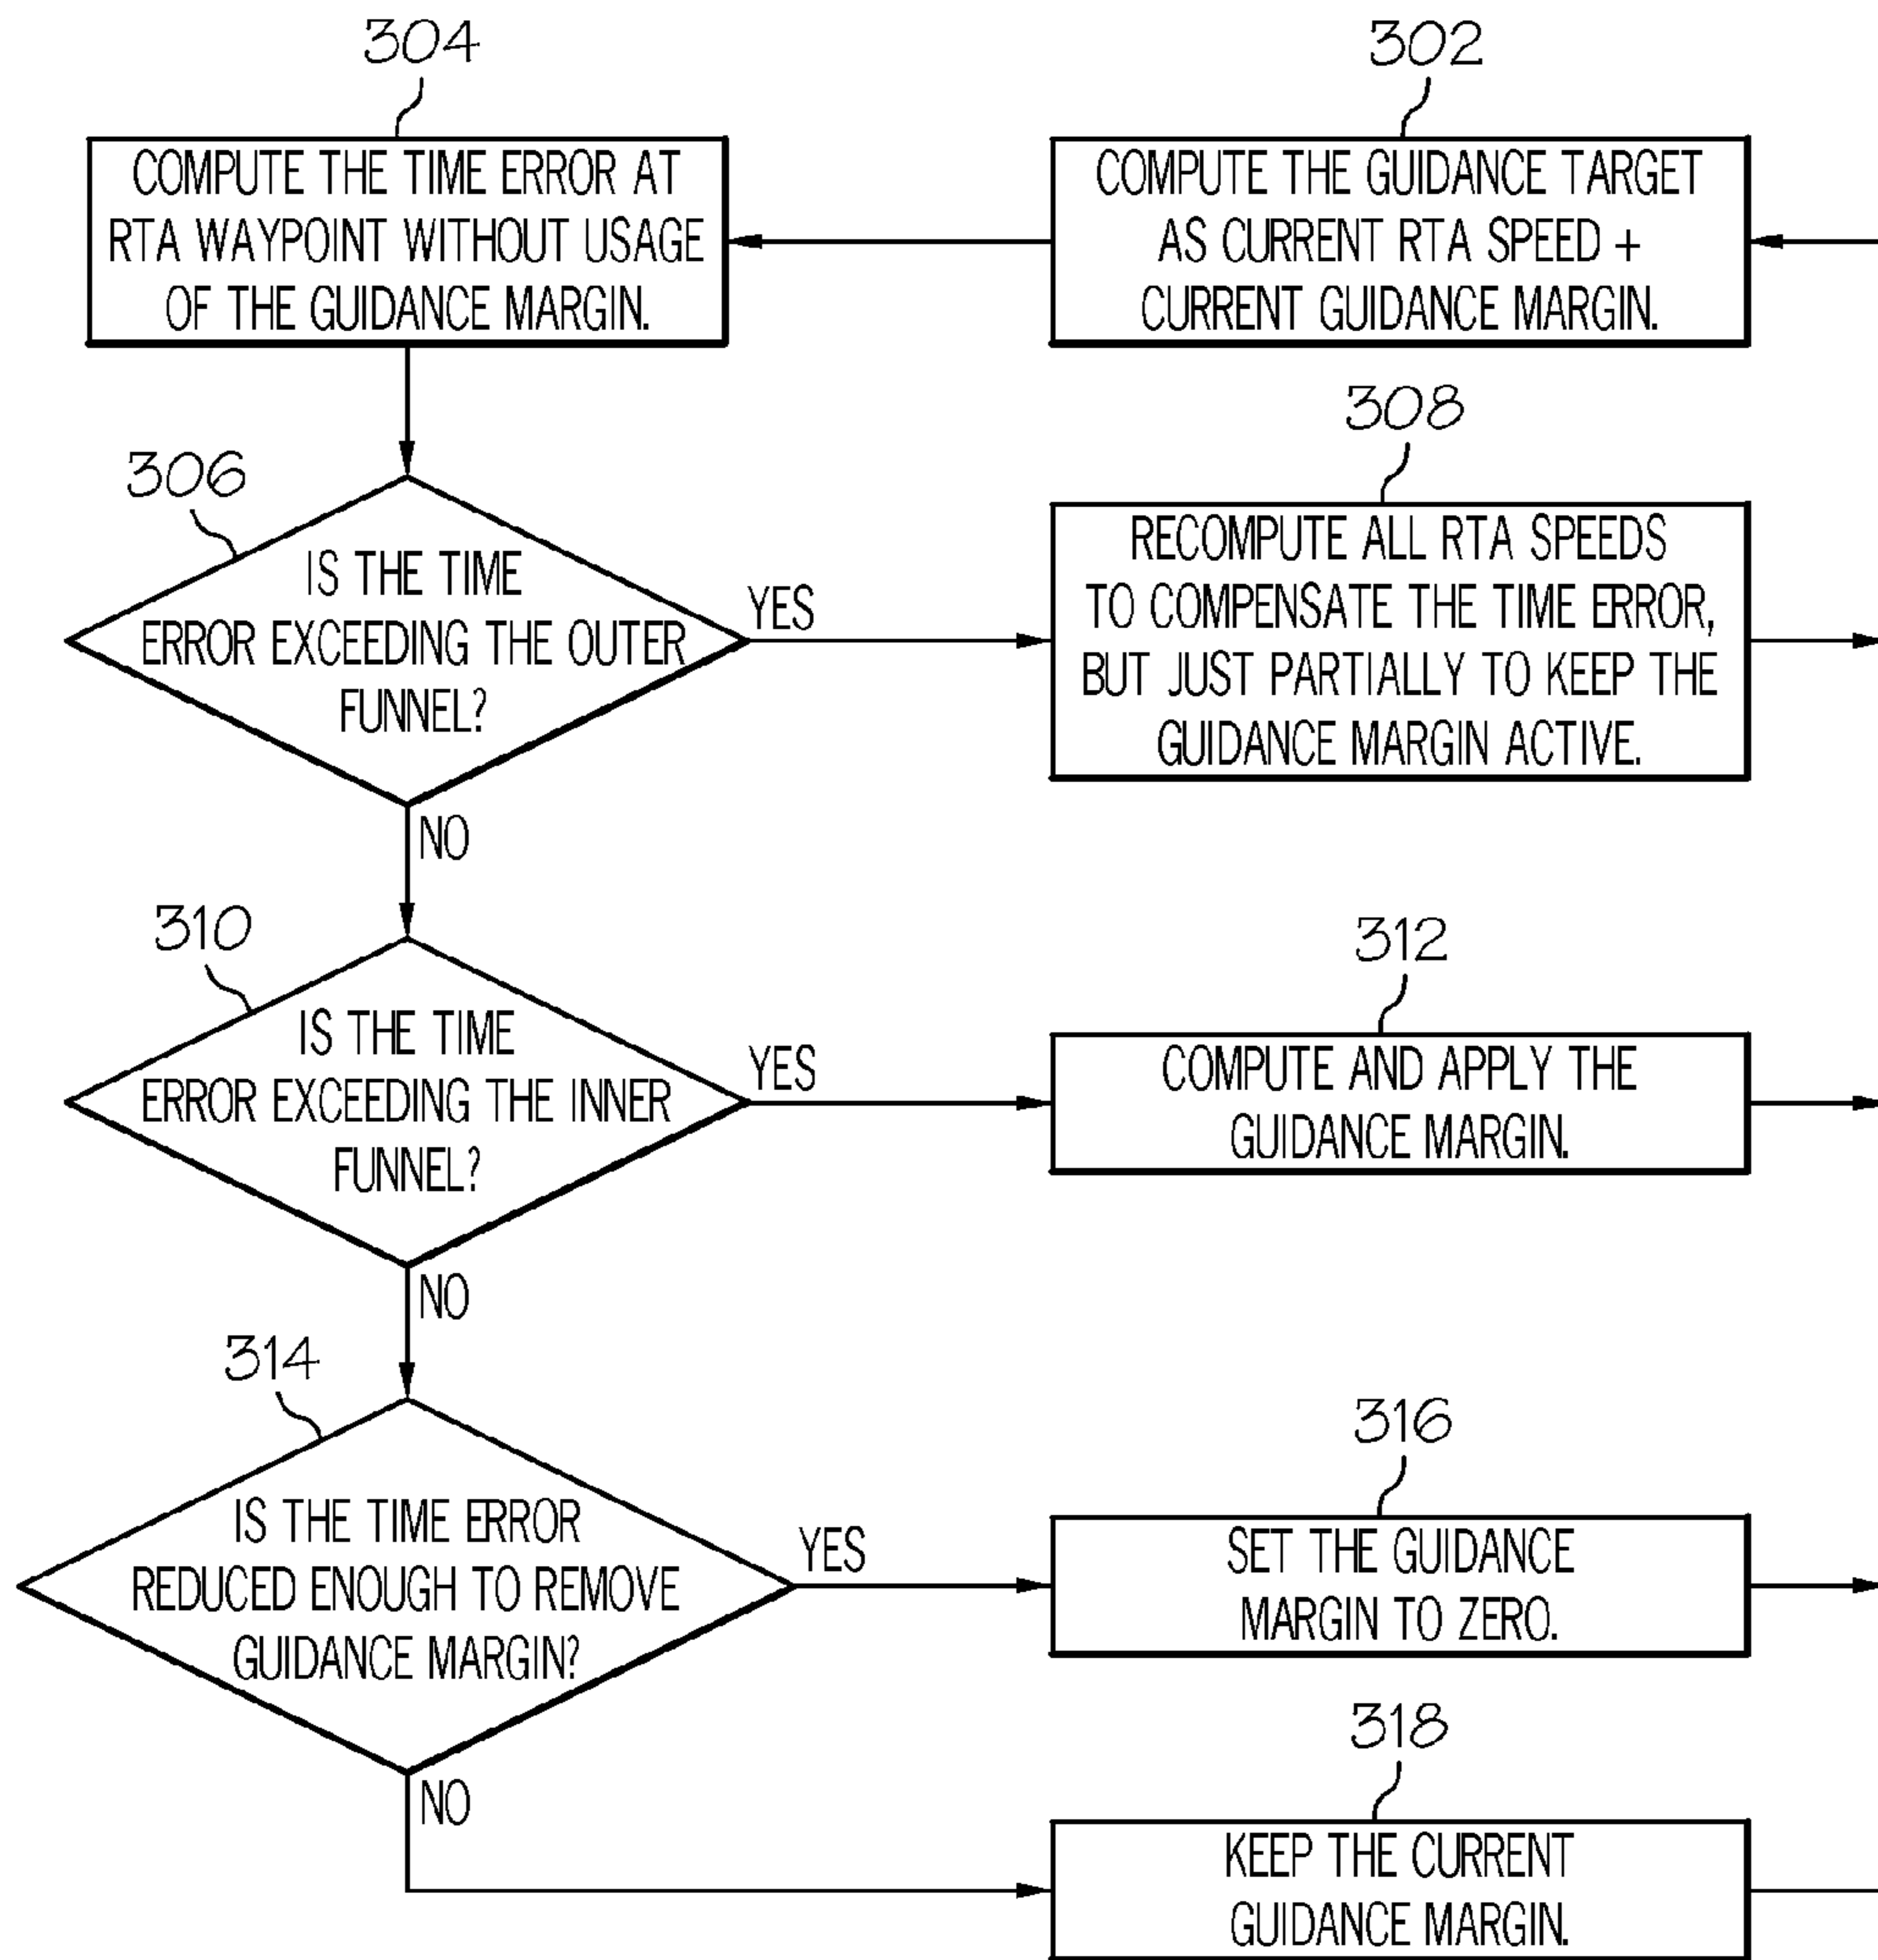 304
COMPUTE THE TIME ERROR AT
RTA WAYPOINT WITHOUT USAGE
OF THE GUIDANCE MARGIN.
302
COMPUTE THE GUIDANCE TARGET
AS CURRENT RTA SPEED +
CURRENT GUIDANCE MARGIN.
306
IS THE TIME
ERROR EXCEEDING THE OUTER
FUNNEL?
YES
NO
308
RECOMPUTE ALL RTA SPEEDS
TO COMPENSATE THE TIME ERROR,
BUT JUST PARTIALLY TO KEEP THE
GUIDANCE MARGIN ACTIVE.
310
IS THE TIME
ERROR EXCEEDING THE INNER
FUNNEL?
YES
NO
312
COMPUTE AND APPLY THE
GUIDANCE MARGIN.
314
IS THE TIME ERROR
REDUCED ENOUGH TO REMOVE
GUIDANCE MARGIN?
YES
NO
316
SET THE GUIDANCE
MARGIN TO ZERO.
318
KEEP THE CURRENT
GUIDANCE MARGIN.